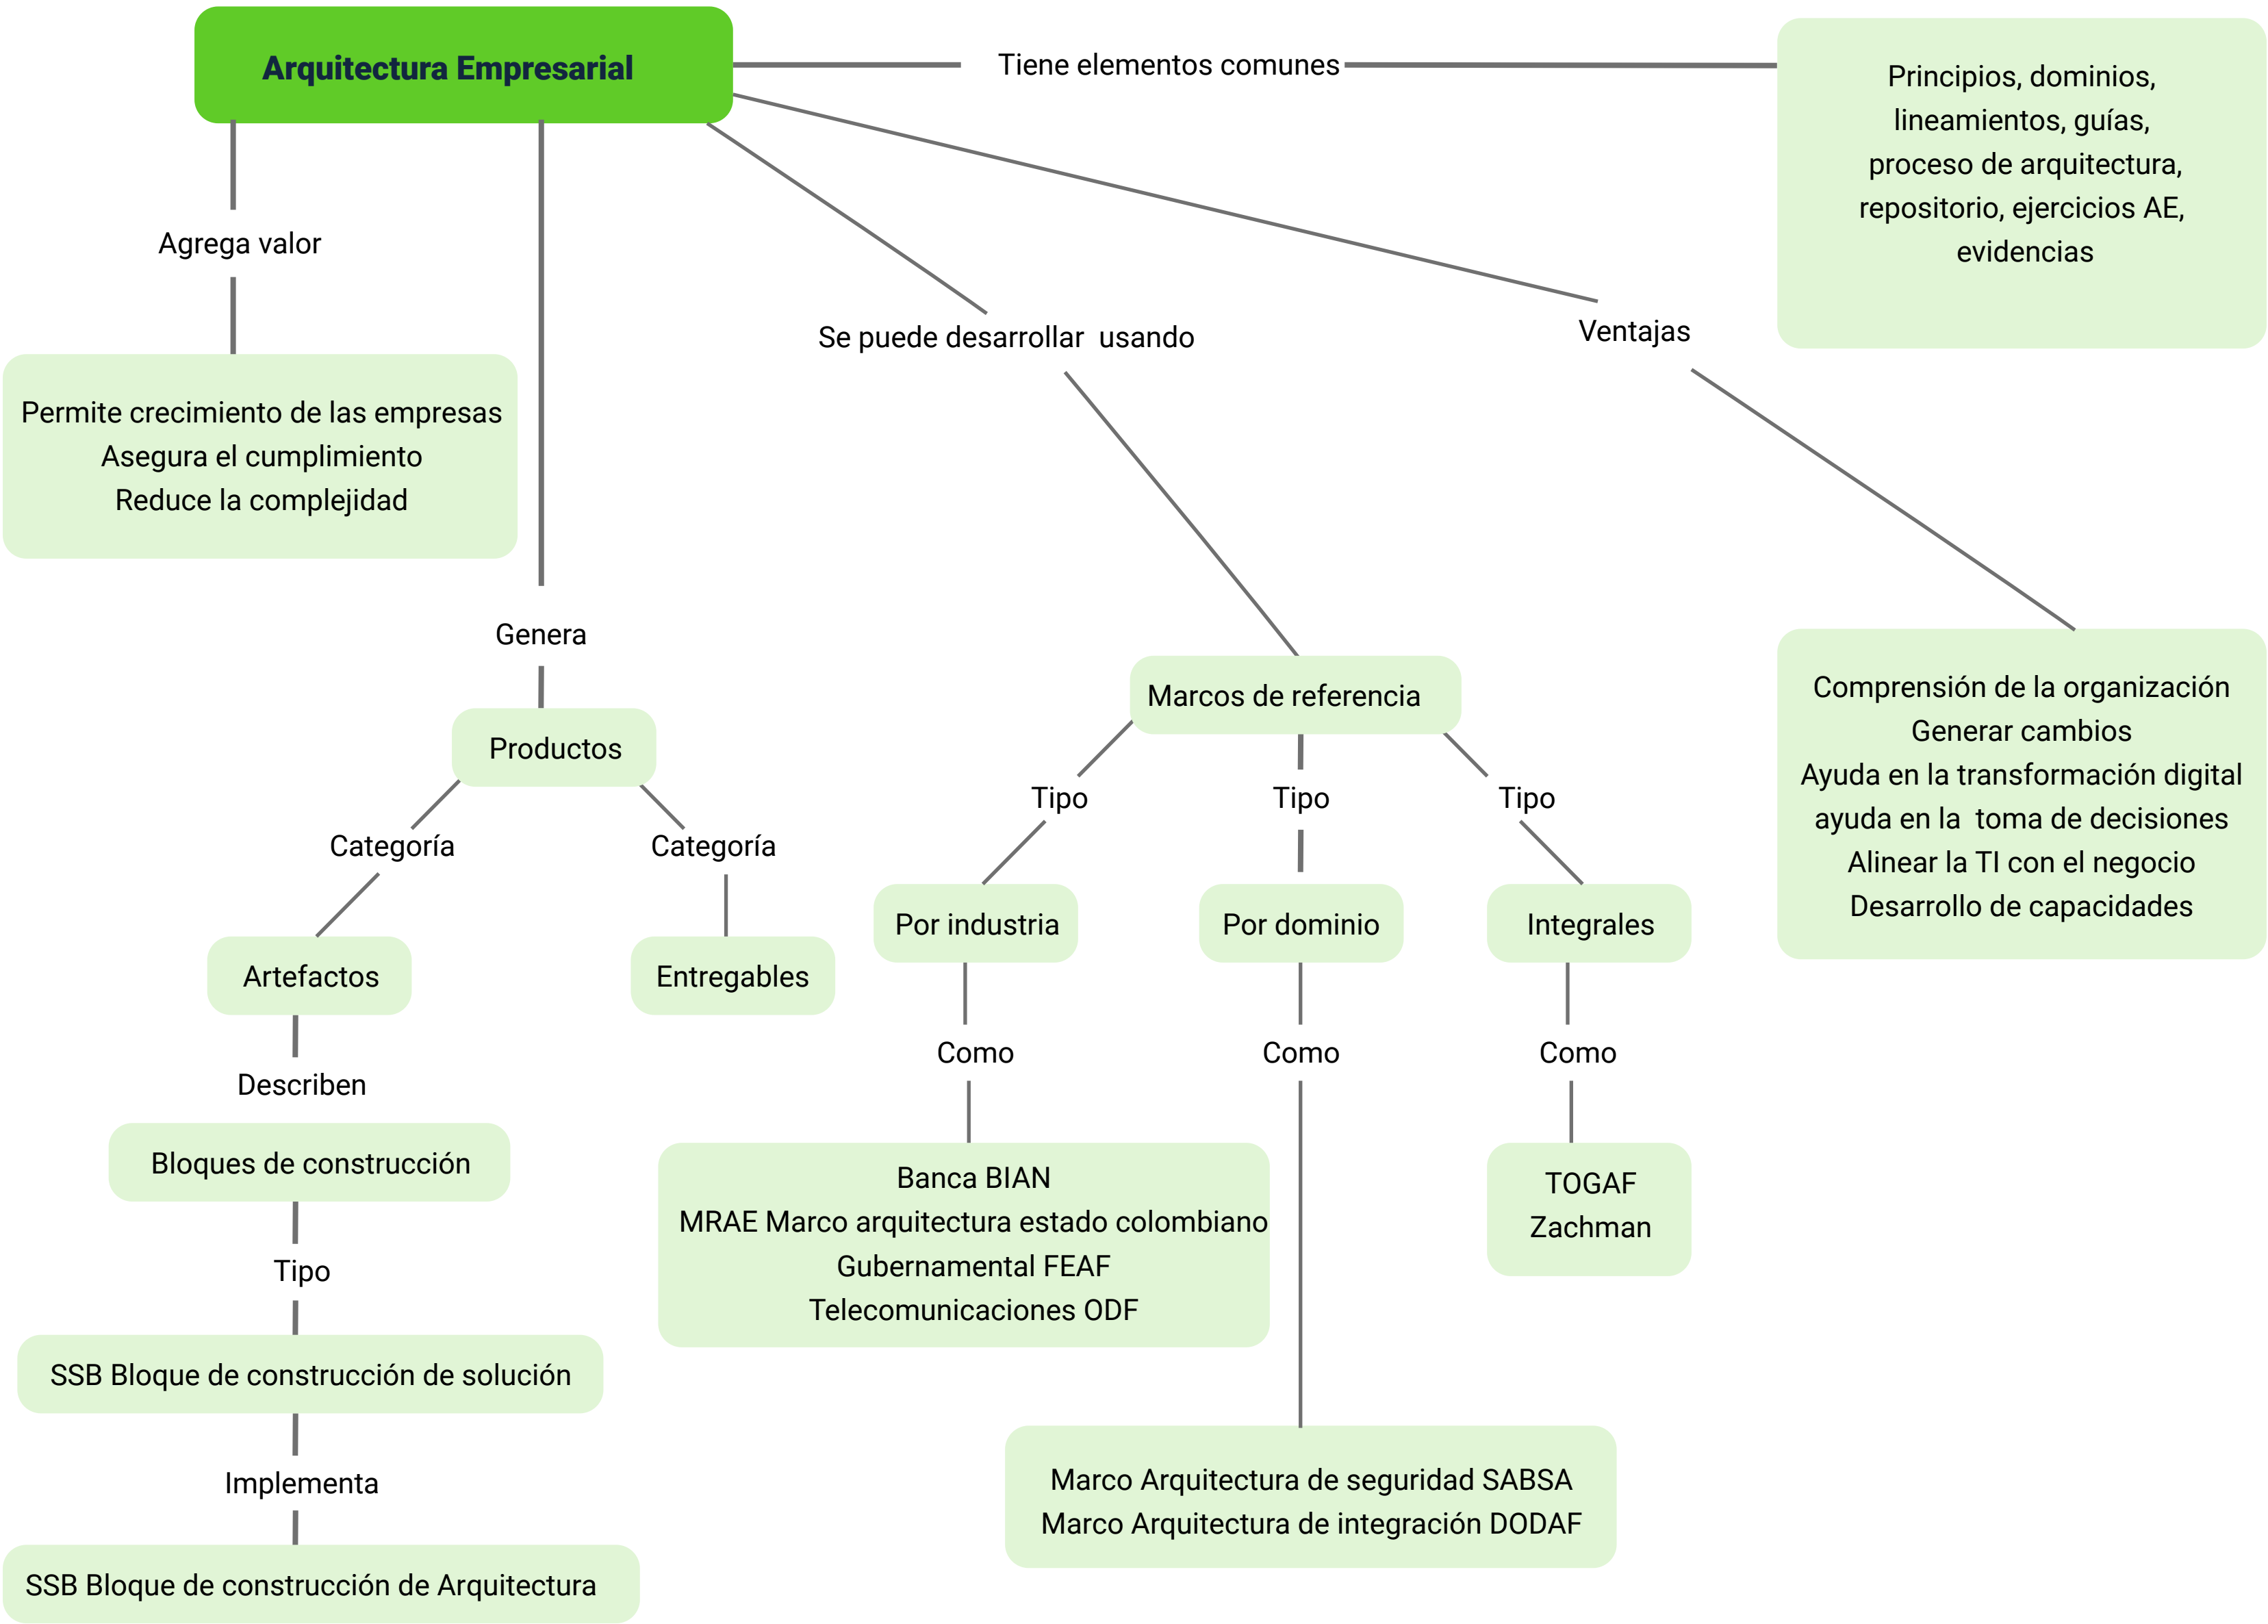 Arquitectura Empresarial
Tiene elementos comunes
Principios, dominios,
lineamientos, guías,
proceso de arquitectura,
repositorio, ejercicios AE,
evidencias
Agrega valor
Permite crecimiento de las empresas
Asegura el cumplimiento
Reduce la complejidad
Genera
Productos
Categoría
Categoría
Artefactos
Entregables
Describen
Bloques de construcción
Tipo
SSB Bloque de construcción de solución
Implementa
SSB Bloque de construcción de Arquitectura
Se puede desarrollar  usando
Marcos de referencia
Tipo
Tipo
Tipo
Por industria
Por dominio
Integrales
Como
Como
Como
Banca BIAN
MRAE Marco arquitectura estado colombiano
Gubernamental FEAF
Telecomunicaciones ODF
Marco Arquitectura de seguridad SABSA
Marco Arquitectura de integración DODAF
TOGAF
Zachman
Ventajas
Comprensión de la organización
Generar cambios
Ayuda en la transformación digital
ayuda en la  toma de decisiones
Alinear la TI con el negocio
Desarrollo de capacidades